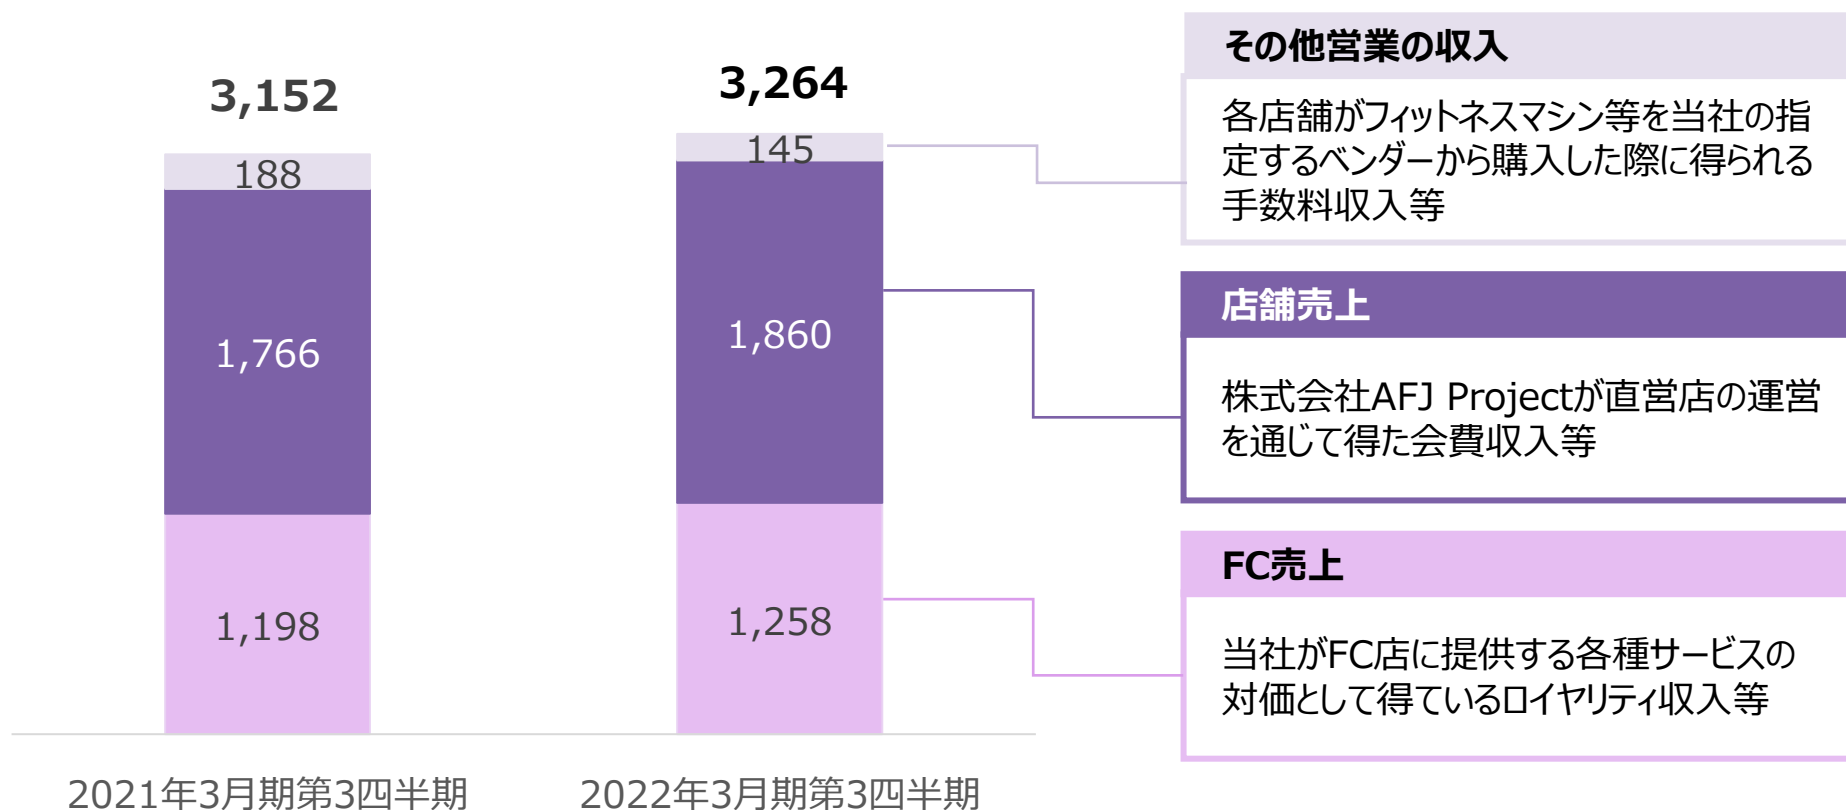 3,152
188
1,766
1,198
2021年3月期第3四半期
3,264
145
1,860
1,258
2022年3月期第3四半期
その他営業の収入
各店舗がフィットネスマシン等を当社の指
定するベンダーから購入した際に得られる
手数料収入等
店舗売上
株式会社AFJ Projectが直営店の運営
を通じて得た会費収入等
FC売上
当社がFC店に提供する各種サービスの
対価として得ているロイヤリティ収入等